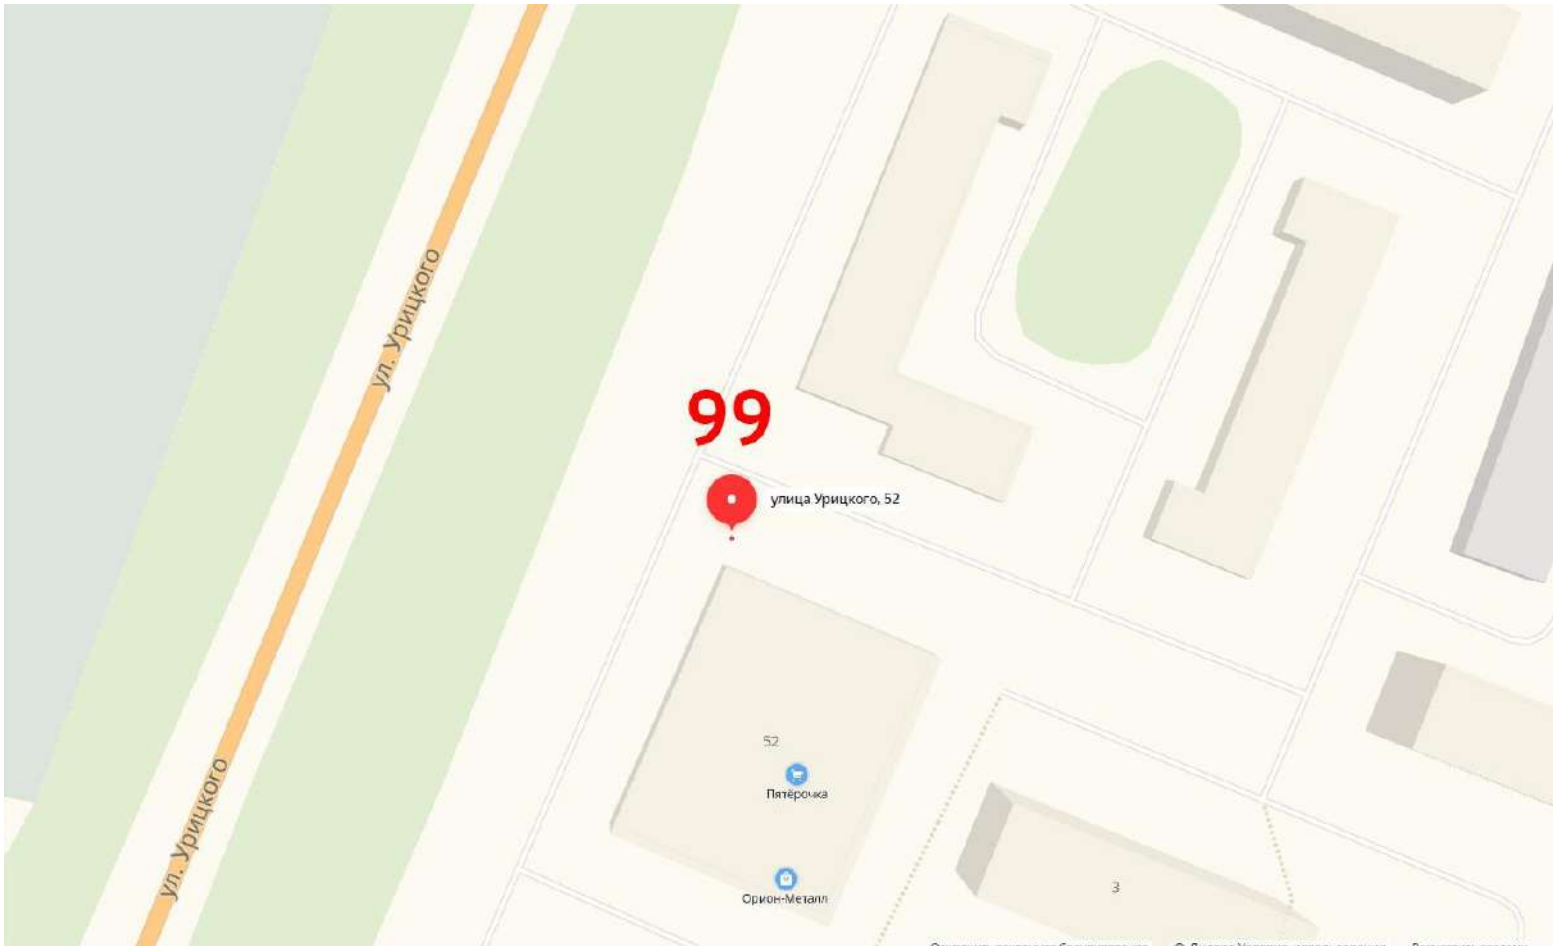 ул. Урицкого
99
улица Урицкого, 52
52
Пятёрочка
ул. Урицкого
Орион-Металл
3